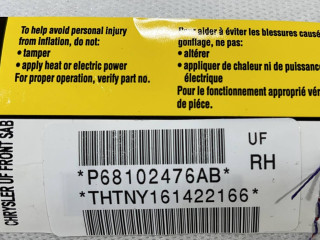 To help avoid personal injury
from inflation, do not:
• tamper
• apply heat or electric power
For proper operation, verify part no.
aider à éviter les blessures causé
gonflage, ne pas:
• altérer
• appliquer de chaleur ni de puissance
électrique
Pour le fonctionnement approprié vér
de piéce.
CHRYSLER UF FRONT SAB
UF
RH
*P68102476AB*
*THTNY161422166*